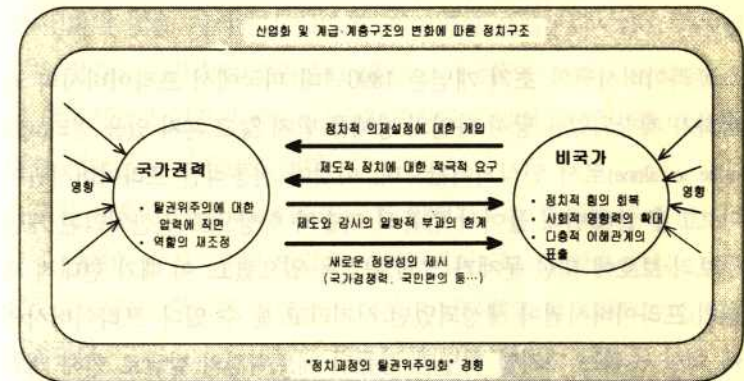 산업화 및 계급·계층구조의 변화에 따른 정치구조
정치적 의제설정에 대한 개입
국가권력
비국가
제도적 정치에 대한 적극적 요구
영향
영향
• 탈권위주의에 대한
압력에 직면
• 역할의 재조정
• 정치적 힘의 회복
• 사회적 영향력의 확대
• 다층적 이해관계의
표출
제도와 감시의 일방적 부과의 한계
새로운 정당성의 제시
(국가경쟁력, 국민편의 등…)
"정치과정의 탈권위주의화" 경향